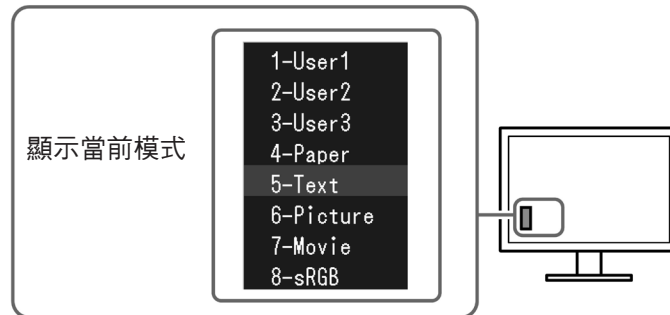 顯示當前模式
1-User1
2-User2
3-User3
4-Paper
5-Text
6-Picture
7-Movie
8-sRGB